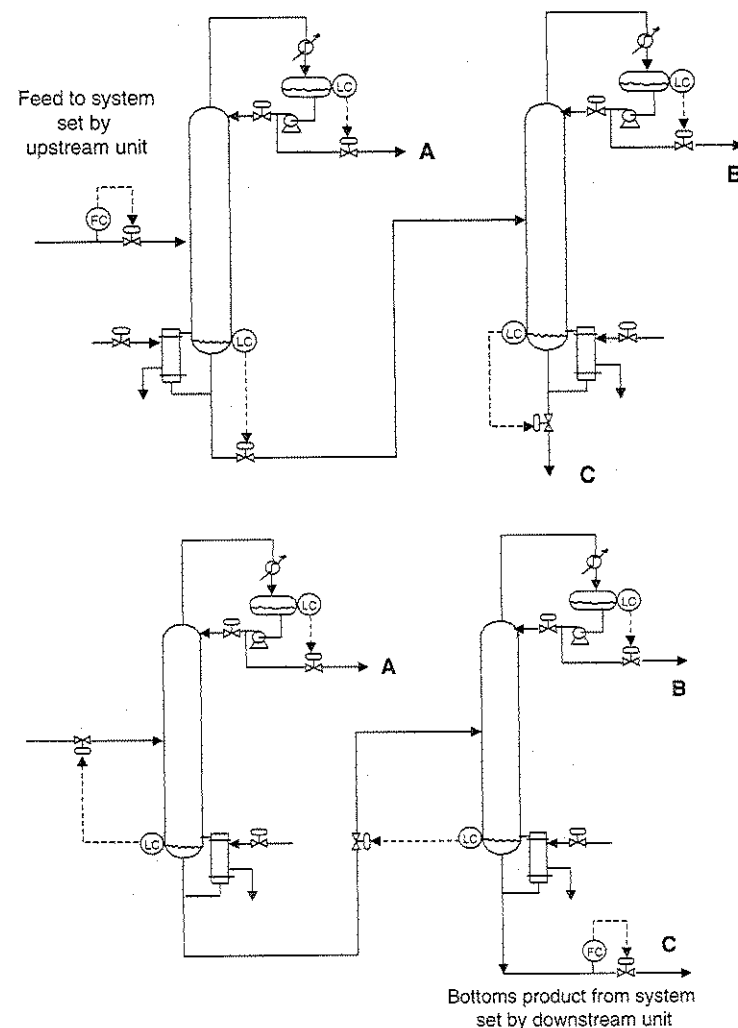 LC
LC
Feed to system
set by
upstream unit
A
B
FC
LC
LC
C
LC
LC
A
B
LC
LC
FC
C
Bottoms product from system
set by downstream unit